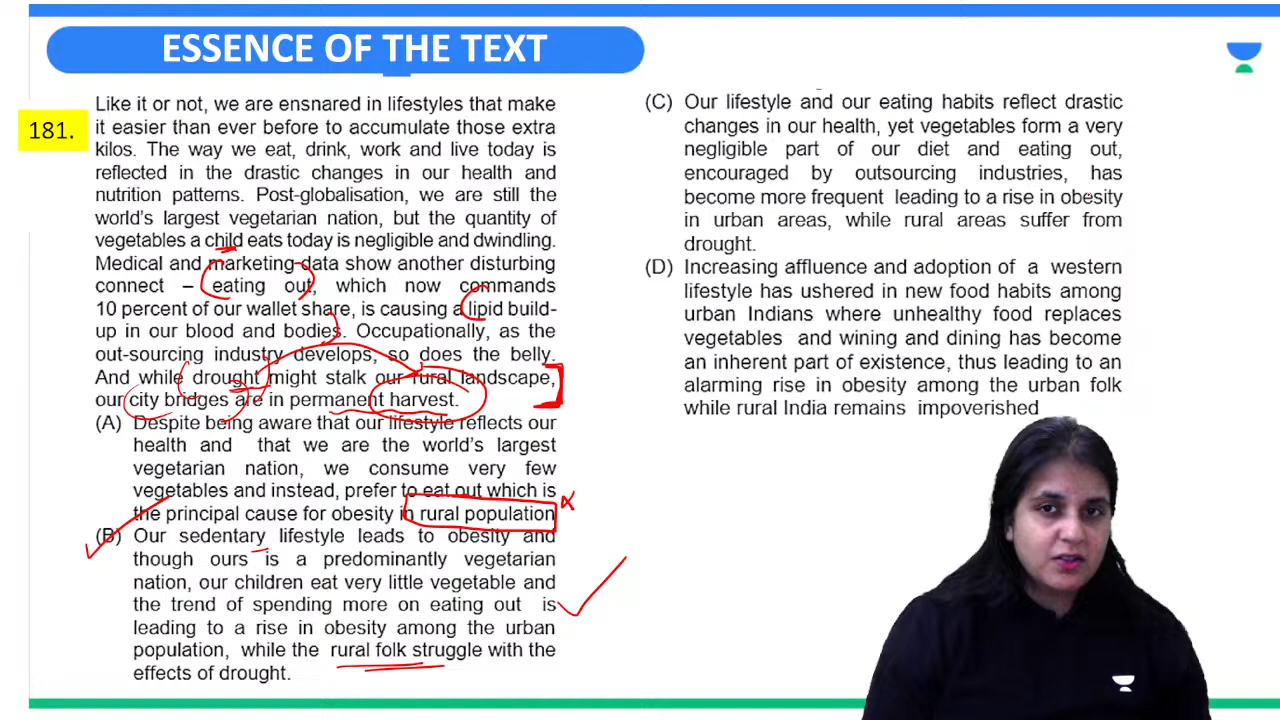 ESSENCE OF THE TEXT
181.
Like it or not, we are ensnared in lifestyles that make
it easier than ever before to accumulate those extra
kilos. The way we eat, drink, work and live today is
reflected in the drastic changes in our health and
nutrition patterns. Post-globalisation, we are still the
world's largest vegetarian nation, but the quantity of
vegetables a child eats today is negligible and dwindling.
Medical and marketing data show another disturbing
connect – eating out, which now commands
10 percent of our wallet share, is causing a lipid build-
up in our blood and bodies. Occupationally, as the
out-sourcing industry develops, so does the belly.
And while drought might stalk our rural landscape,
our city bridges are in permanent harvest.
(A) Despite being aware that our lifestyle reflects our
health and that we are the world's largest
vegetarian nation, we consume very few
vegetables and instead, prefer to eat out which is
the principal cause for obesity in rural population
(B) Our sedentary lifestyle leads to obesity and
though ours is a predominantly vegetarian
nation, our children eat very little vegetable and
the trend of spending more on eating out is
leading to a rise in obesity among the urban
population, while the rural folk struggle with the
effects of drought.
(C) Our lifestyle and our eating habits reflect drastic
changes in our health, yet vegetables form a very
negligible part of our diet and eating out,
encouraged by outsourcing industries, has
become more frequent leading to a rise in obesity
in urban areas, while rural areas suffer from
drought.
(D) Increasing affluence and adoption of a western
lifestyle has ushered in new food habits among
urban Indians where unhealthy food replaces
vegetables and wining and dining has become
an inherent part of existence, thus leading to an
alarming rise in obesity among the urban folk
while rural India remains impoverished